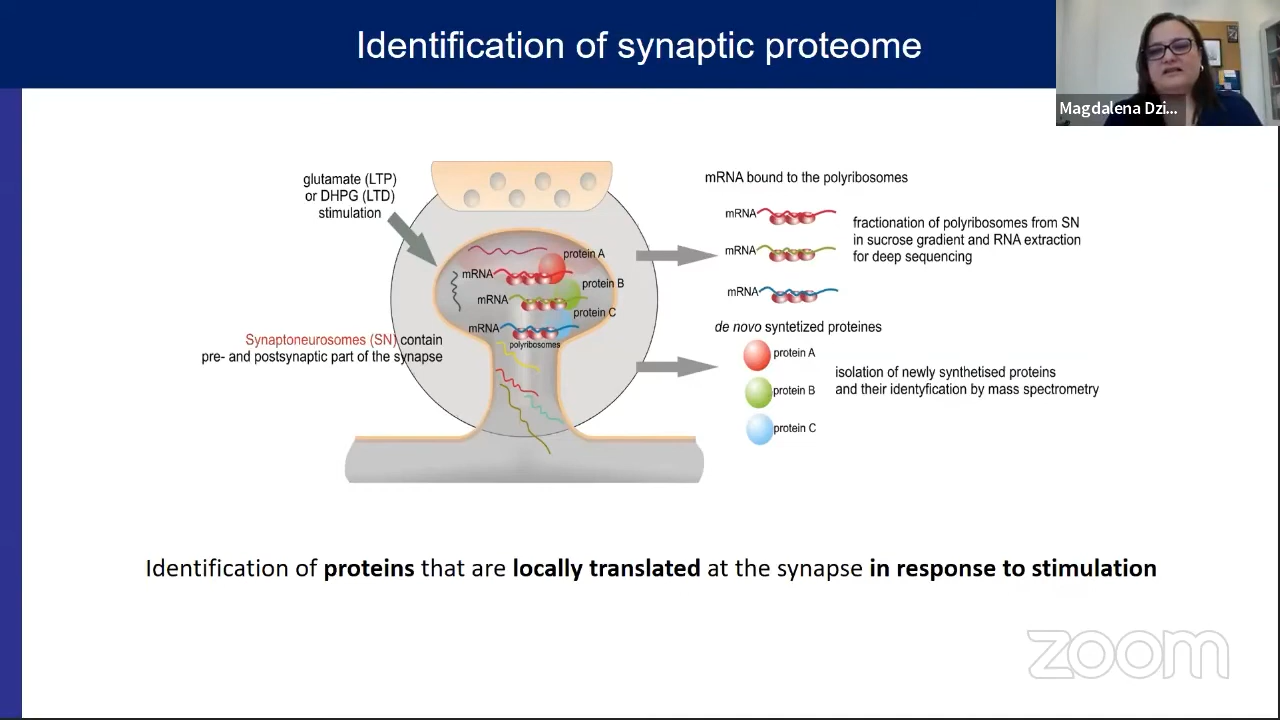 Identification of synaptic proteome
Magdalena Dzi...
glutamate (LTP)
or DHPG (LTD)
stimulation
mRNA
protein A
mRNA
protein B
mRNA
protein C
polyribosomes
Synaptoneurosomes (SN) contain
pre- and postsynaptic part of the synapse
mRNA bound to the polyribosomes
mRNA
mRNA
mRNA
fractionation of polyribosomes from SN
in sucrose gradient and RNA extraction
for deep sequencing
de novo syntetized proteines
protein A
protein B
protein C
isolation of newly synthetised proteins
and their identyfication by mass spectrometry
Identification of proteins that are locally translated at the synapse in response to stimulation
zoom